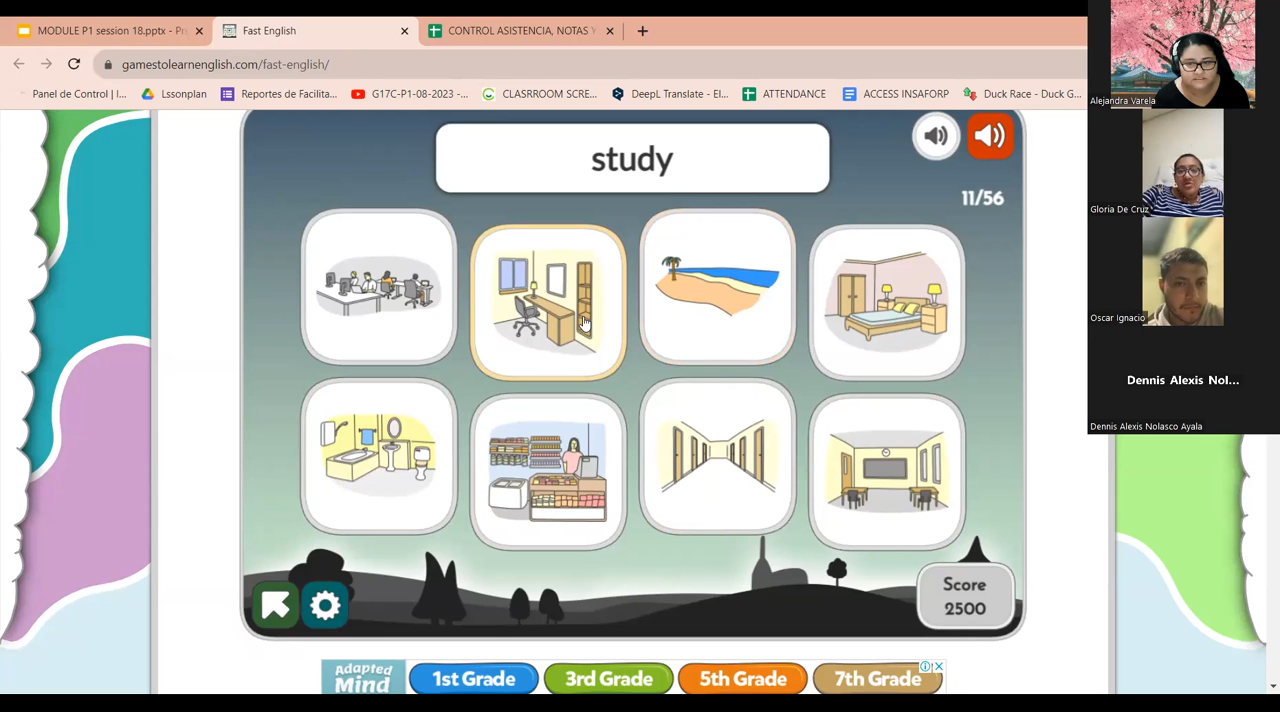 MODULE P1 session 18.pptx - Pr
Fast English
CONTROL ASISTENCIA, NOTAS Y
gamestolearnenglish.com/fast-english/
Panel de Control | I...
Lssonplan
Reportes de Facilita...
G17C-P1-08-2023 -...
CLASSROOM SCRE...
DeepL Translate - El...
ATTENDANCE
ACCESS INSAFORP
Duck Race - Duck G...
study
11/56
Score
2500
Adapted
Mind
1st Grade
3rd Grade
5th Grade
7th Grade
Alejandra Varela
Gloria De Cruz
Oscar Ignacio
Dennis Alexis Nol...
Dennis Alexis Nolasco Ayala